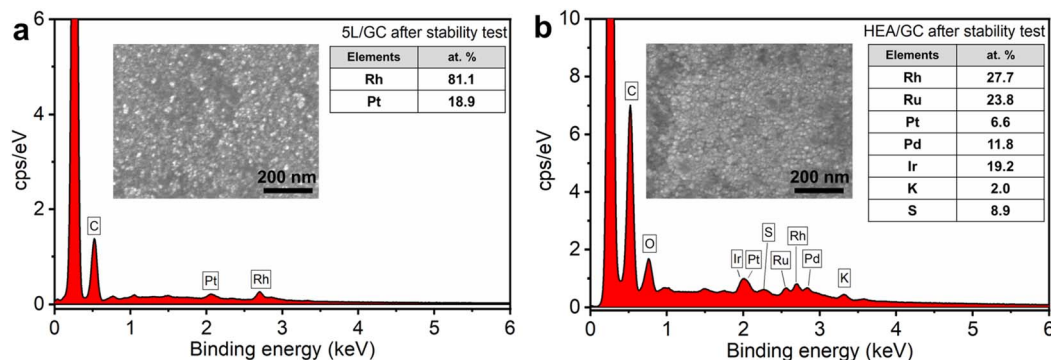 a
5L/GC after stability test
Elements at. %
Rh 81.1
Pt 18.9
200 nm
C
Pt
Rh
cps/eV
6
4
2
0
0 1 2 3 4 5 6
Binding energy (keV)
b
HEA/GC after stability test
Elements at. %
Rh 27.7
Ru 23.8
Pt 6.6
Pd 11.8
Ir 19.2
K 2.0
S 8.9
200 nm
C
O
Ir
Pt
S
Ru
Rh
Pd
K
cps/eV
10
8
6
4
2
0
0 1 2 3 4 5 6
Binding energy (keV)